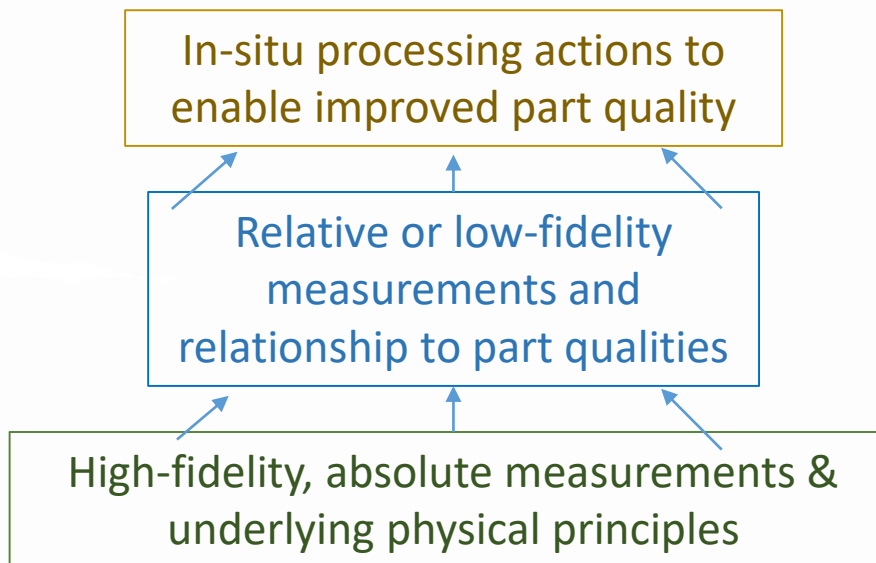 In-situ processing actions to
enable improved part quality
Relative or low-fidelity
measurements and
relationship to part qualities
High-fidelity, absolute measurements &
underlying physical principles